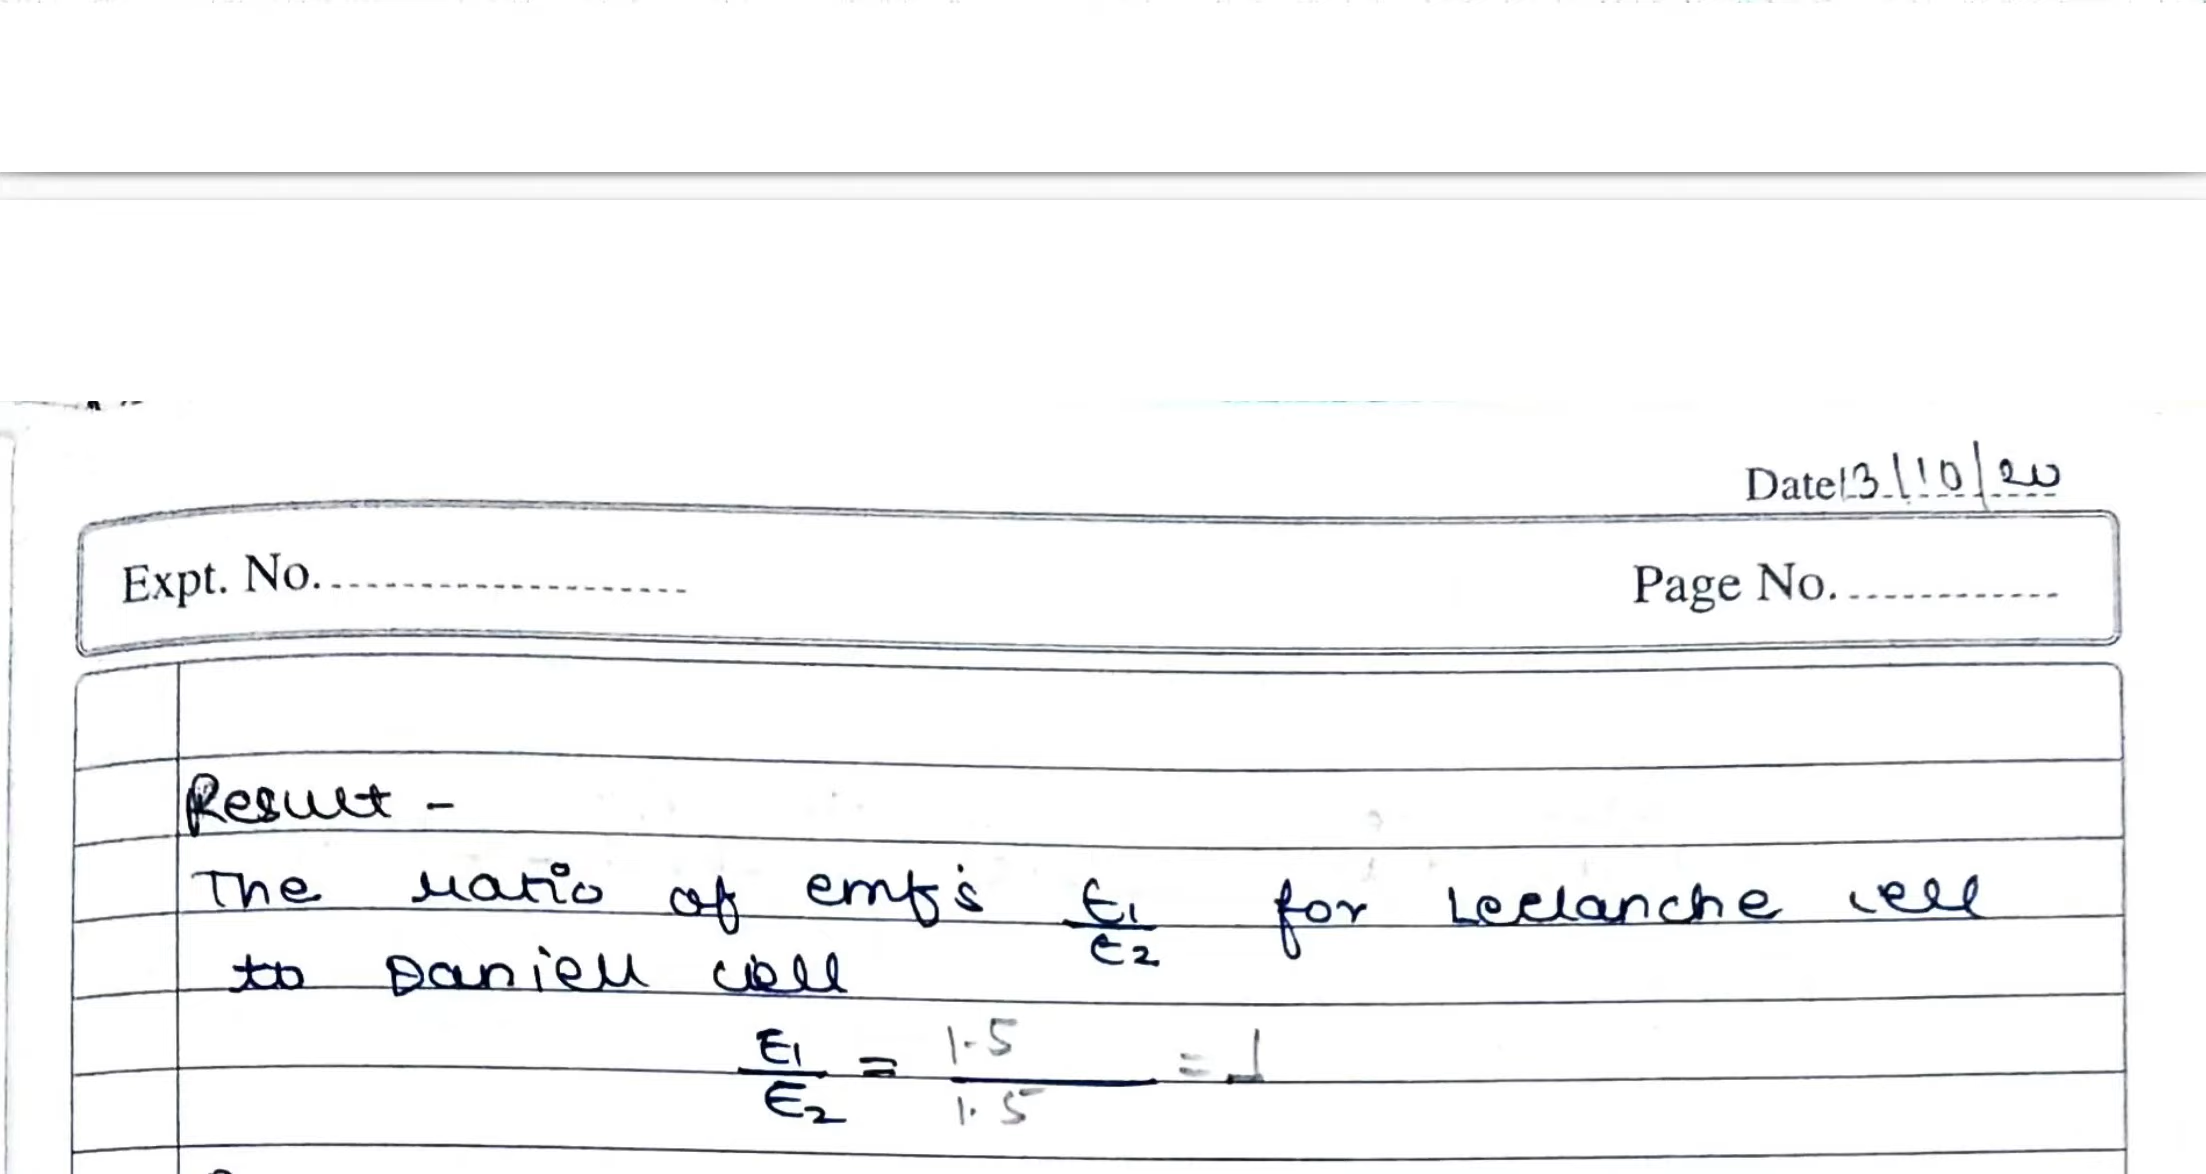 Date 13/10/20
Expt. No.
Page No.
Result -
The ratio of emf's E1/E2 for Leclanche cell
to Daniell cell
E1/E2 = 1.5/1.5 = 1